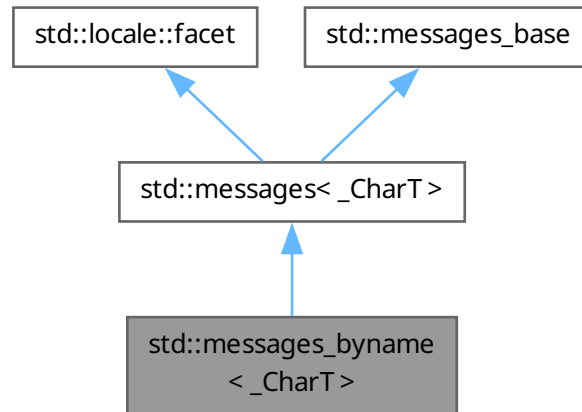 std::locale::facet
std::messages_base
std::messages< _CharT >
std::messages_byname
< _CharT >